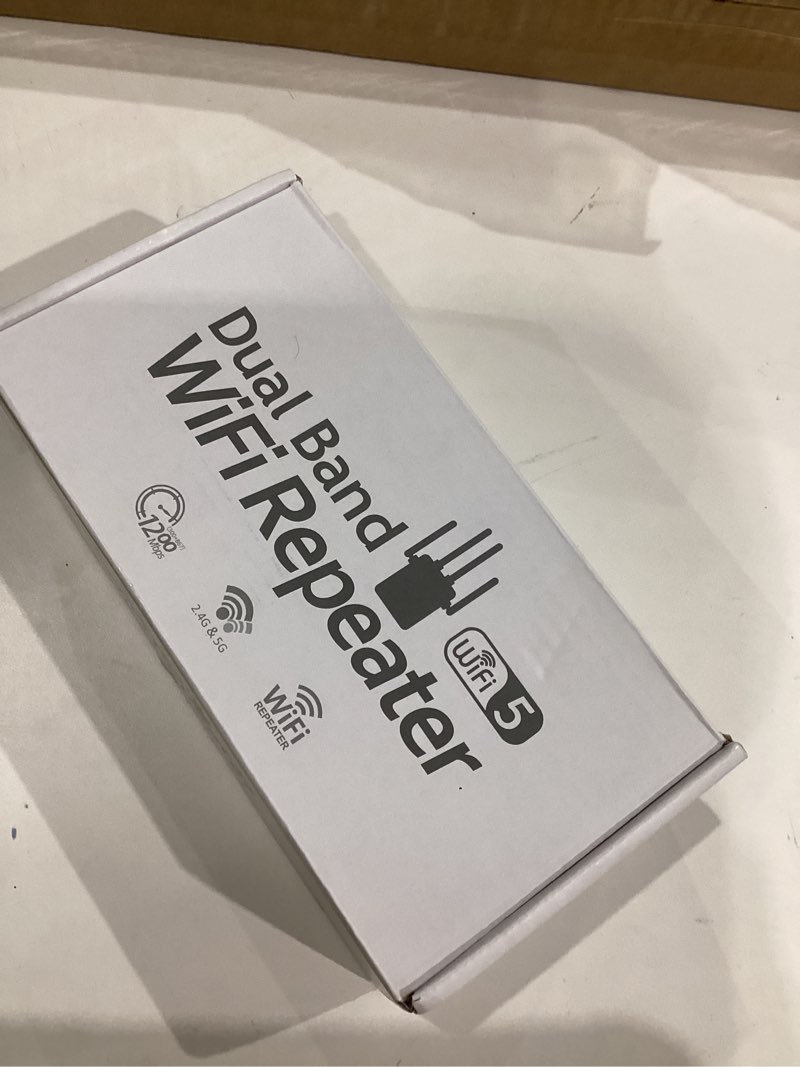 Dual Band
WiFi Repeater
WiFi 5
1200
Mbps
2.4G & 5G
WiFi
REPEATER